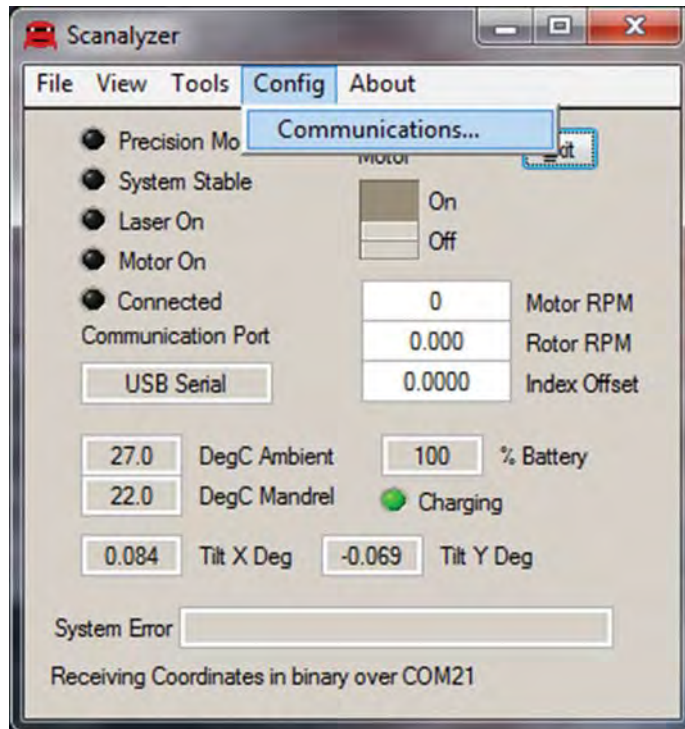 Scanalyzer
File View Tools Config About
Communications...
Precision Mo
Motor
System Stable
On
Laser On
Off
Motor On
Connected
0 Motor RPM
Communication Port
0.000 Rotor RPM
USB Serial
0.0000 Index Offset
27.0 DegC Ambient 100 % Battery
22.0 DegC Mandrel Charging
0.084 Tilt X Deg -0.069 Tilt Y Deg
System Error
Receiving Coordinates in binary over COM21